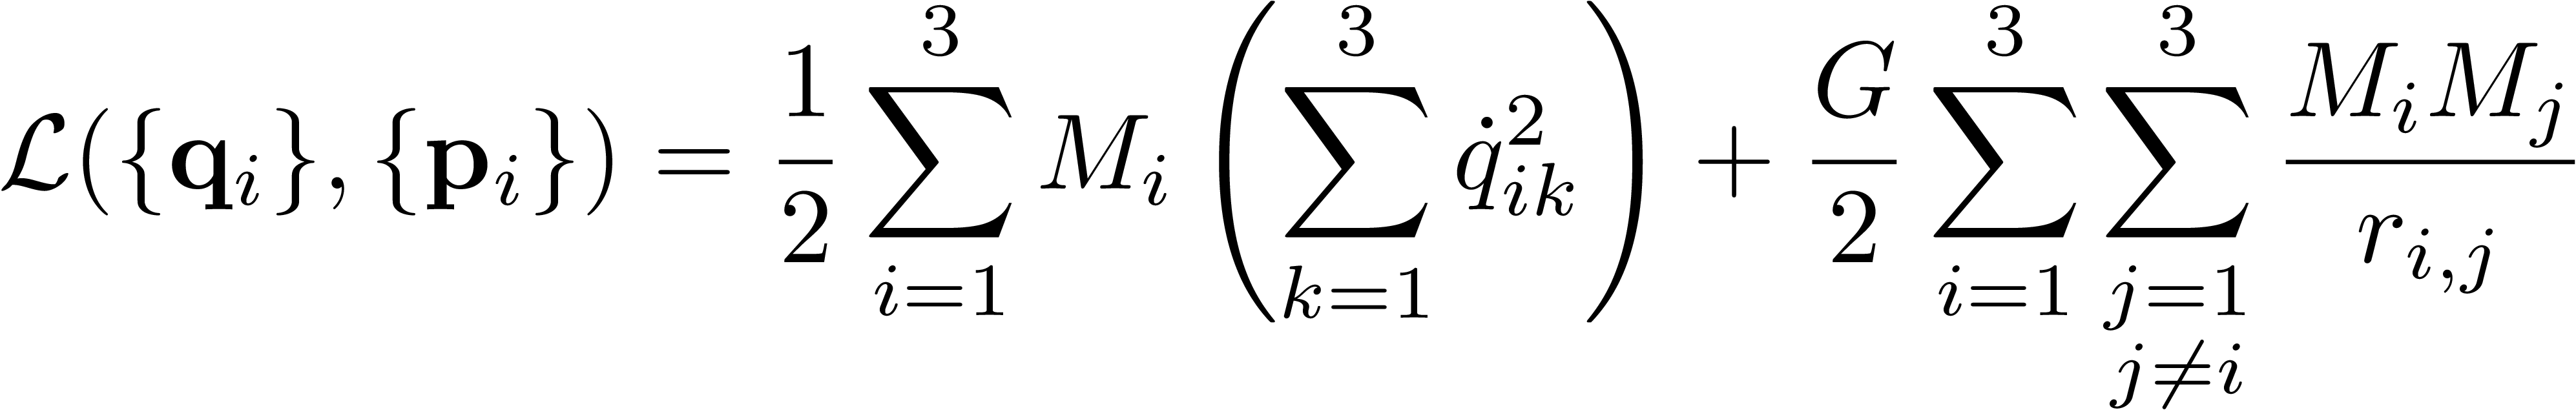 $\mathcal{L}(\{\mathbf{q}_i\}, \{\mathbf{p}_i\}) = \frac{1}{2} \sum_{i=1}^{3} M_i \left( \sum_{k=1}^{3} \dot{q}_{ik}^2 \right) + \frac{G}{2} \sum_{i=1}^{3} \sum_{\substack{j=1 \\ j \neq i}}^{3} \frac{M_i M_j}{r_{i,j}}$